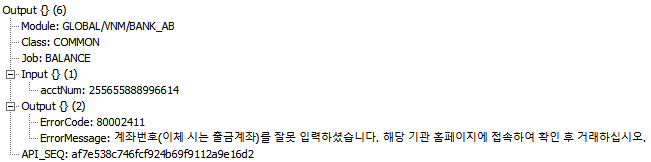 Output {} (6)
Module: GLOBAL/VNM/BANK_AB
Class: COMMON
Job: BALANCE
Input {} (1)
acctNum: 255655888996614
Output {} (2)
ErrorCode: 80002411
ErrorMessage: 계좌번호(이체 시는 출금계좌)를 잘못 입력하셨습니다. 해당 기관 홈페이지에 접속하여 확인 후 거래하십시오.
API_SEQ: af7e538c746fcf924b69f9112a9e16d2